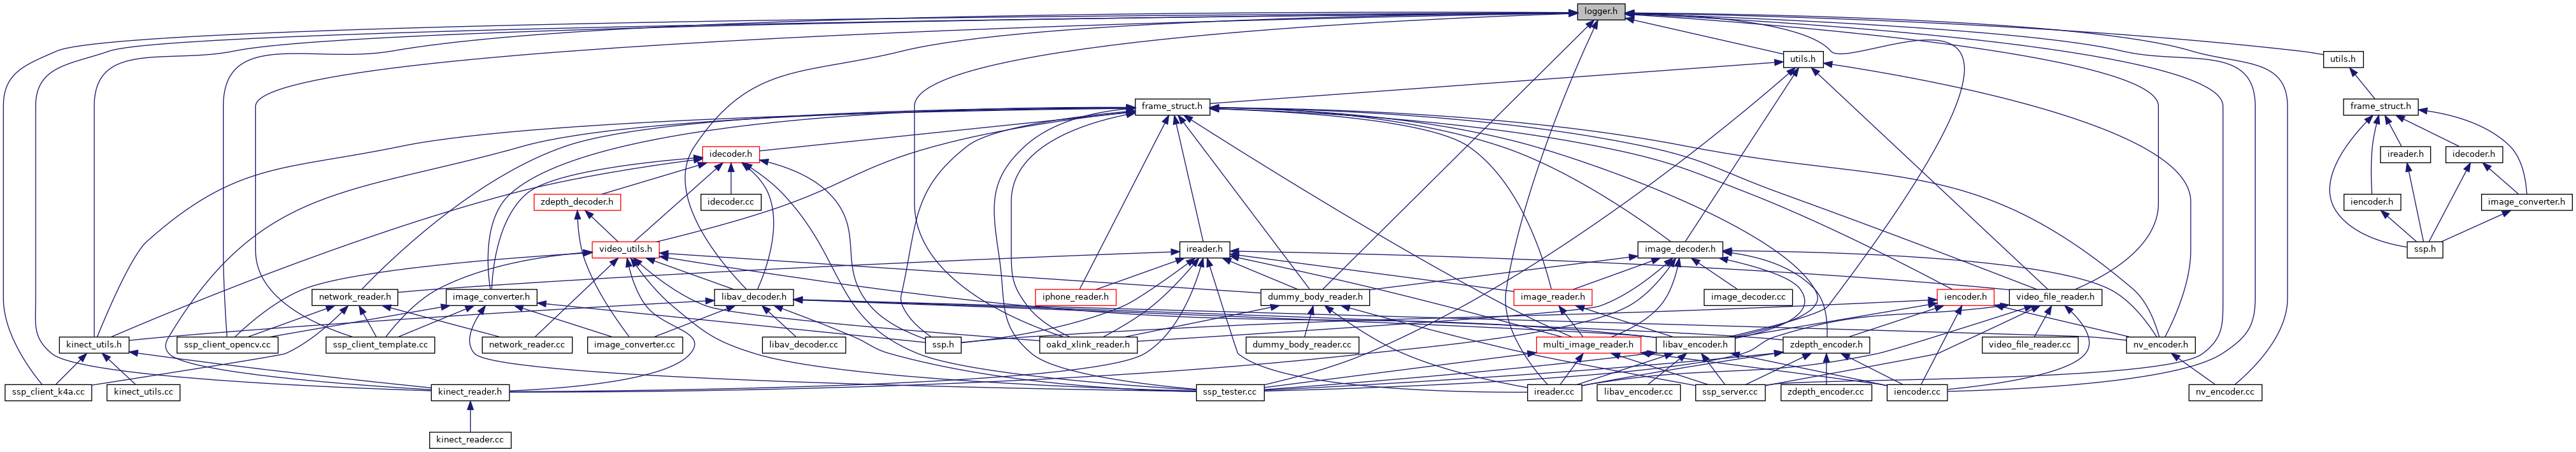 logger.h
utils.h
utils.h
frame_struct.h
frame_struct.h
idecoder.h
ireader.h
idecoder.h
zdepth_decoder.h
idecoder.cc
iencoder.h
image_converter.h
video_utils.h
ireader.h
image_decoder.h
ssp.h
network_reader.h
image_converter.h
libav_decoder.h
iphone_reader.h
dummy_body_reader.h
image_reader.h
image_decoder.cc
iencoder.h
video_file_reader.h
kinect_utils.h
ssp_client_opencv.cc
ssp_client_template.cc
network_reader.cc
image_converter.cc
libav_decoder.cc
ssp.h
oakd_xlink_reader.h
dummy_body_reader.cc
multi_image_reader.h
libav_encoder.h
zdepth_encoder.h
video_file_reader.cc
nv_encoder.h
ssp_client_k4a.cc
kinect_utils.cc
kinect_reader.h
ssp_tester.cc
ireader.cc
libav_encoder.cc
ssp_server.cc
zdepth_encoder.cc
iencoder.cc
nv_encoder.cc
kinect_reader.cc